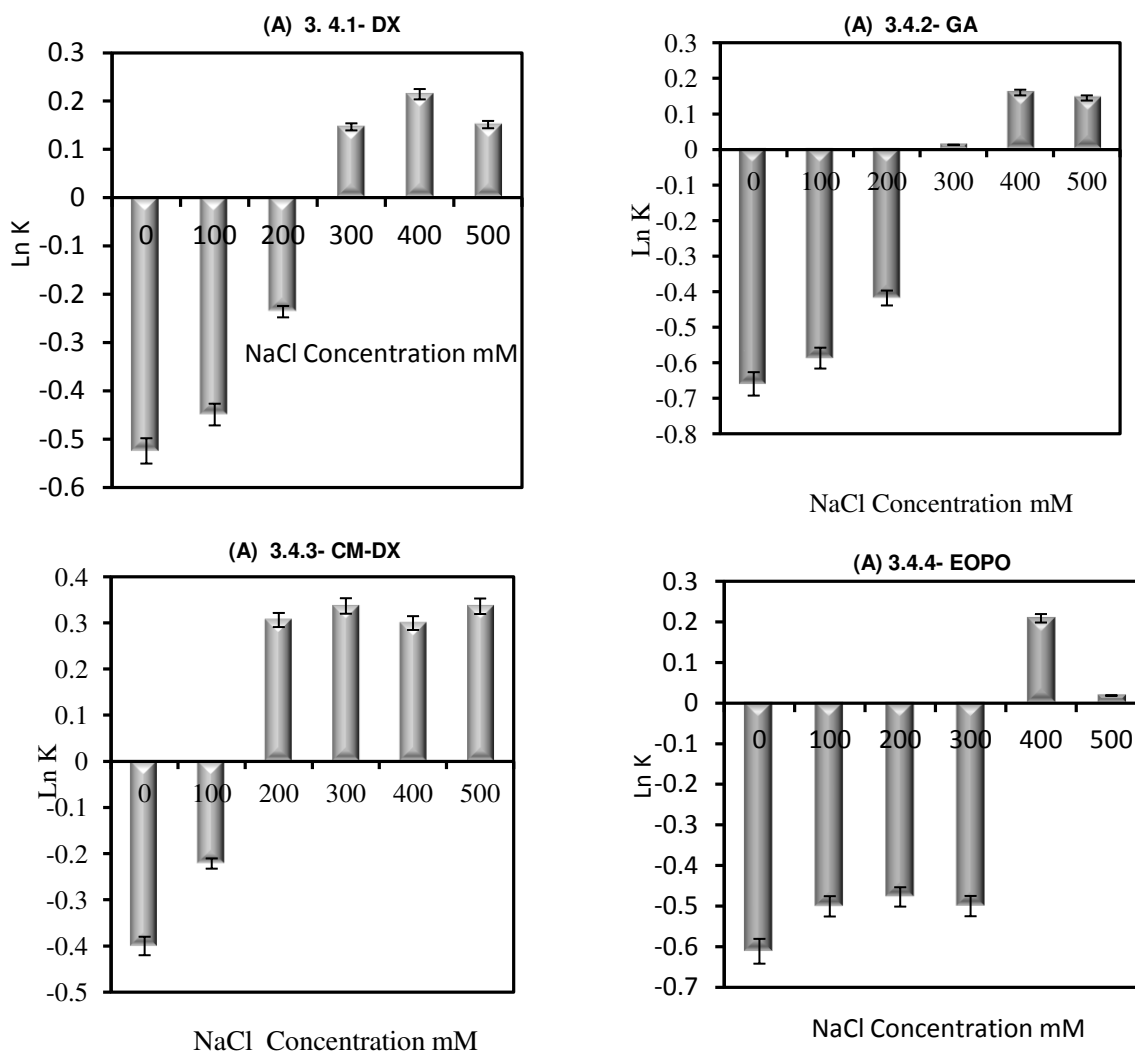 (A) 3. 4.1- DX
0.3
0.2
0.1
0
-0.1
-0.2
-0.3
-0.4
-0.5
-0.6
Ln K
0 100 200 300 400 500
NaCl Concentration mM
(A) 3.4.2- GA
0.3
0.2
0.1
0
-0.1
-0.2
-0.3
-0.4
-0.5
-0.6
-0.7
-0.8
Ln K
0 100 200 300 400 500
NaCl Concentration mM
(A) 3.4.3- CM-DX
0.4
0.3
0.2
0.1
0
-0.1
-0.2
-0.3
-0.4
-0.5
Ln K
0 100 200 300 400 500
NaCl Concentration mM
(A) 3.4.4- EOPO
0.3
0.2
0.1
0
-0.1
-0.2
-0.3
-0.4
-0.5
-0.6
-0.7
Ln K
0 100 200 300 400 500
NaCl Concentration mM